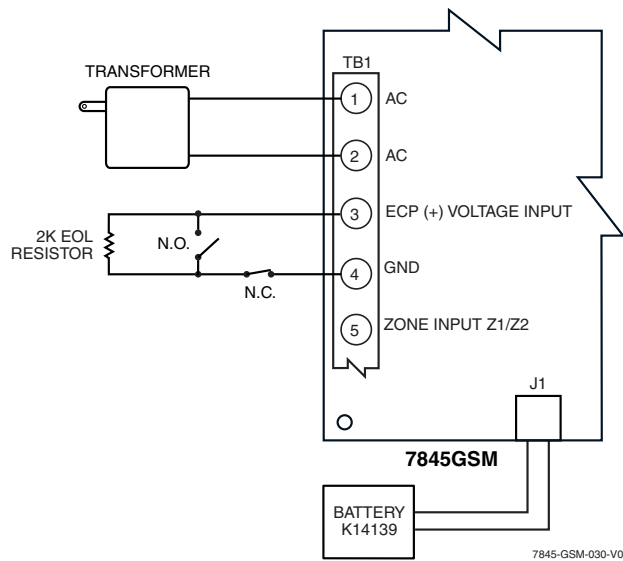 TB1
TRANSFORMER
1 AC
2 AC
3 ECP (+) VOLTAGE INPUT
2K EOL
RESISTOR
N.O.
4 GND
N.C.
5 ZONE INPUT Z1/Z2
J1
7845GSM
BATTERY
K14139
7845-GSM-030-V0